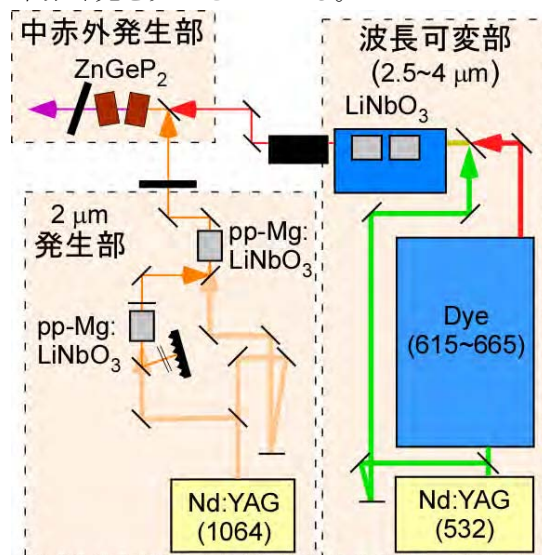 中赤外発生部
ZnGeP2
波長可変部
(2.5~4 μm)
LiNbO3
2 μm
発生部
pp-Mg:
LiNbO3
pp-Mg:
LiNbO3
Dye
(615~665)
Nd:YAG
(1064)
Nd:YAG
(532)